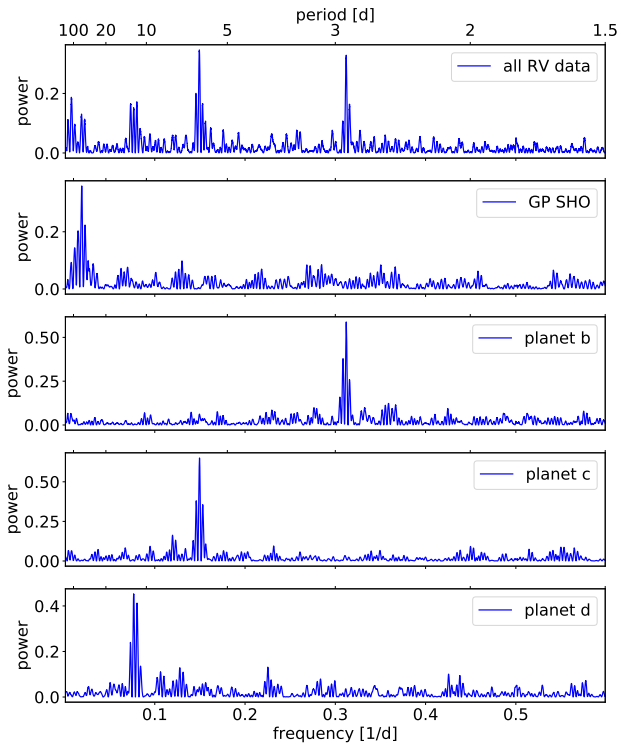 period [d]
100 20 10 5 3 2 1.5
power
0.2
0.0
all RV data
power
0.2
0.0
GP SHO
power
0.50
0.25
0.00
planet b
power
0.50
0.25
0.00
planet c
power
0.4
0.2
0.0
planet d
0.1 0.2 0.3 0.4 0.5
frequency [1/d]